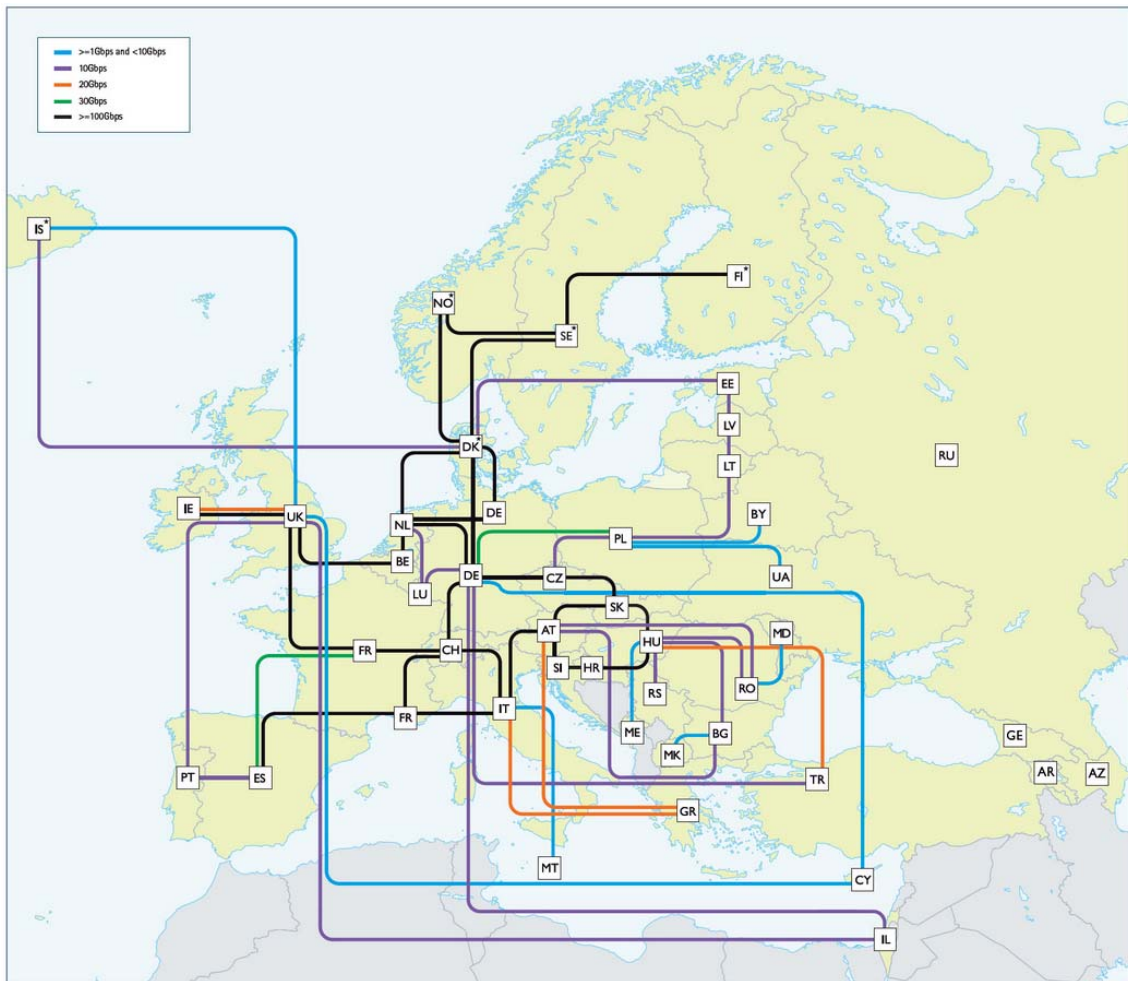 >=1Gbps and <10Gbps
10Gbps
20Gbps
30Gbps
>=100Gbps
IS*
FI*
NO*
SE*
EE
LV
DK*
RU
LT
IE
DE
BY
UK
NL
PL
BE
DE
CZ
UA
LU
SK
AT
MD
HU
FR
CH
SI
HR
RO
RS
IT
FR
ME
BG
GE
MK
PT
ES
AR
AZ
TR
GR
MT
CY
IL